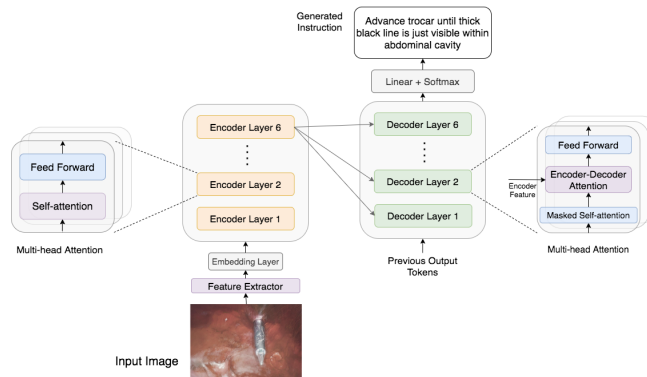 Generated
Instruction
Advance trocar until thick
black line is just visible within
abdominal cavity
Linear + Softmax
Encoder Layer 6
Encoder Layer 2
Encoder Layer 1
Decoder Layer 6
Decoder Layer 2
Decoder Layer 1
Feed Forward
Self-attention
Multi-head Attention
Feed Forward
Encoder-Decoder
Attention
Encoder
Feature
Masked Self-attention
Multi-head Attention
Embedding Layer
Feature Extractor
Previous Output
Tokens
Input Image